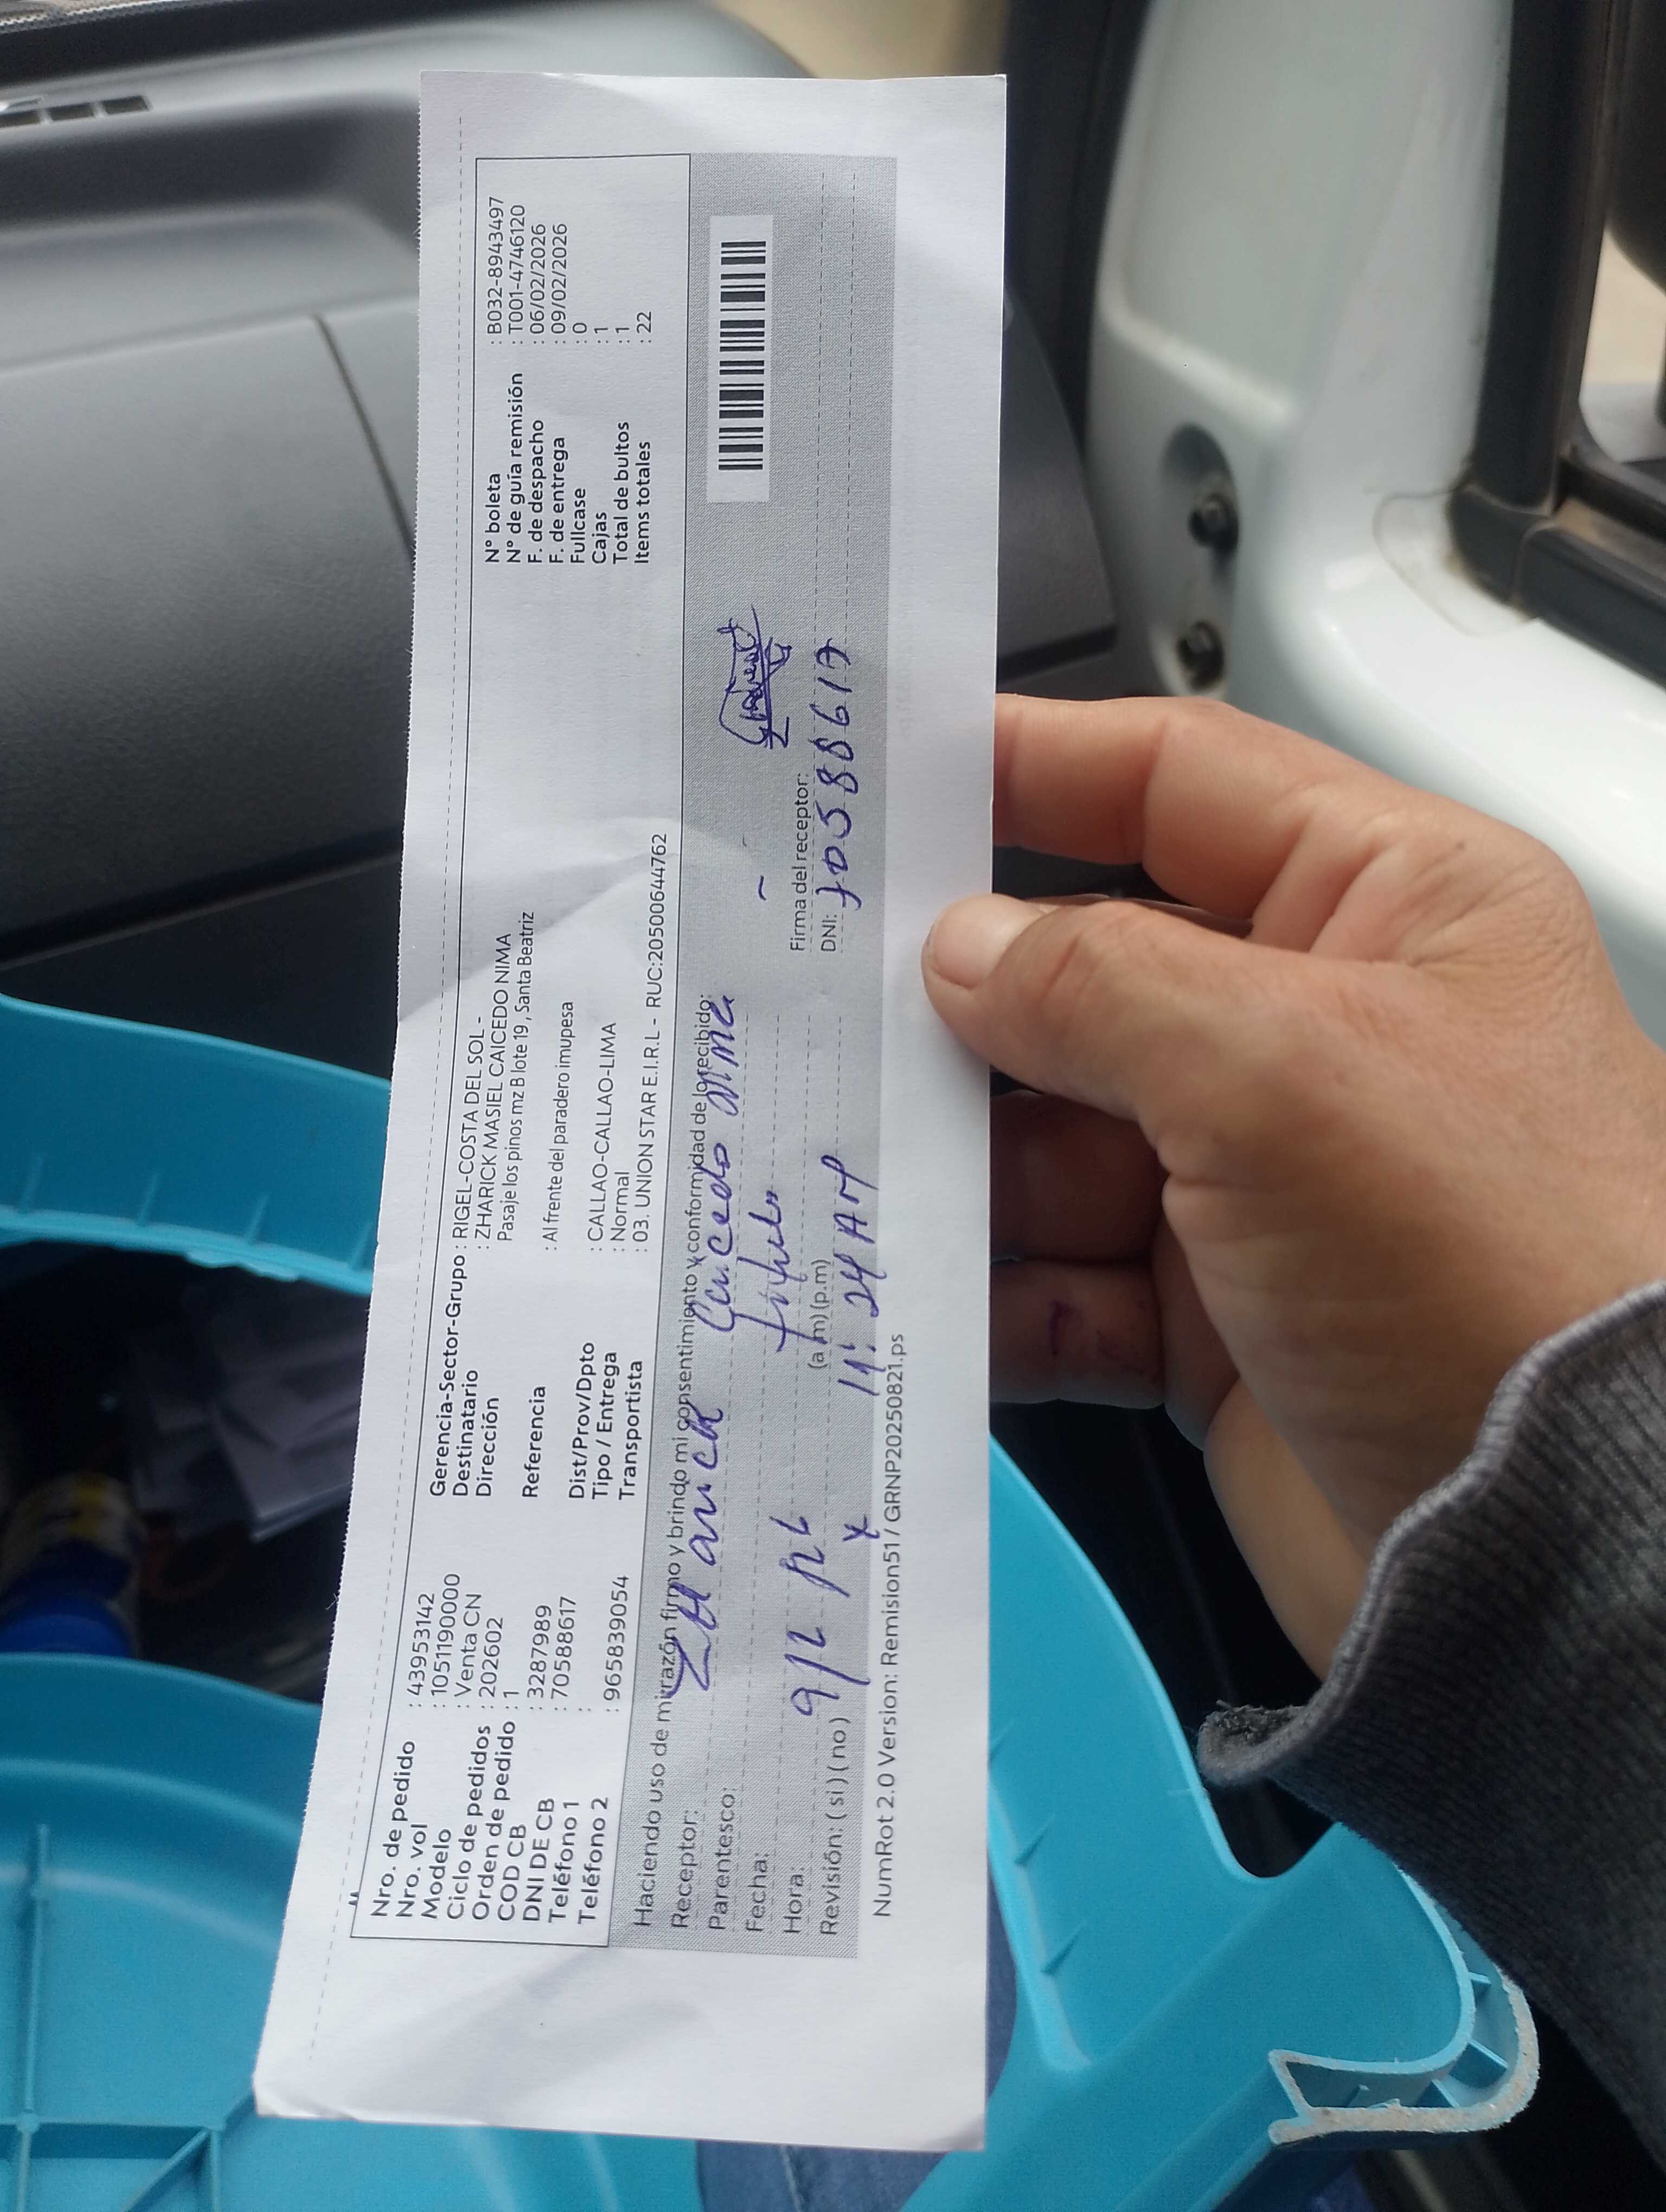 Nro. de pedido : 43953142
Nro. vol : 1051190000
Modelo : Venta CN
Ciclo de pedidos : 202602
Orden de pedido : 1
COD CB : 3287989
DNI DE CB : 70588617
Teléfono 1 :
Teléfono 2 : 965839054
Gerencia-Sector-Grupo : RIGEL-COSTA DEL SOL -
Destinatario : ZHARICK MASIEL CAICEDO NIMA
Dirección Pasaje los pinos mz B lote 19 , Santa Beatriz
Referencia : Al frente del paradero imupesa
Dist/Prov/Dpto : CALLAO-CALLAO-LIMA
Tipo / Entrega : Normal
Transportista : 03. UNION STAR E.I.R.L - RUC:20500644762
N° boleta : B032-8943497
N° de guía remisión : T001-4746120
F. de despacho : 06/02/2026
F. de entrega : 09/02/2026
Fullcase : 0
Cajas : 1
Total de bultos : 1
Items totales : 22
Haciendo uso de mi razón firmo y brindo mi consentimiento y conformidad de lo recibido:
Receptor:
Parentesco:
Fecha: 9/2
Hora: (a m) (p.m) 11:24 AM
Revisión: ( si ) ( no )
Firma del receptor:
DNI: 70588617
NumRot 2.0 Version: Remision51 / GRNP20250821.ps